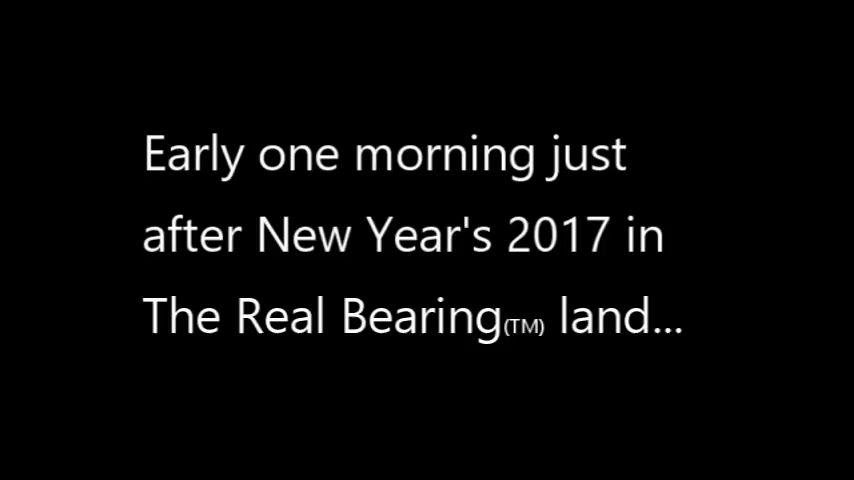 Early one morning just
after New Year's 2017 in
The Real Bearing(TM) land...